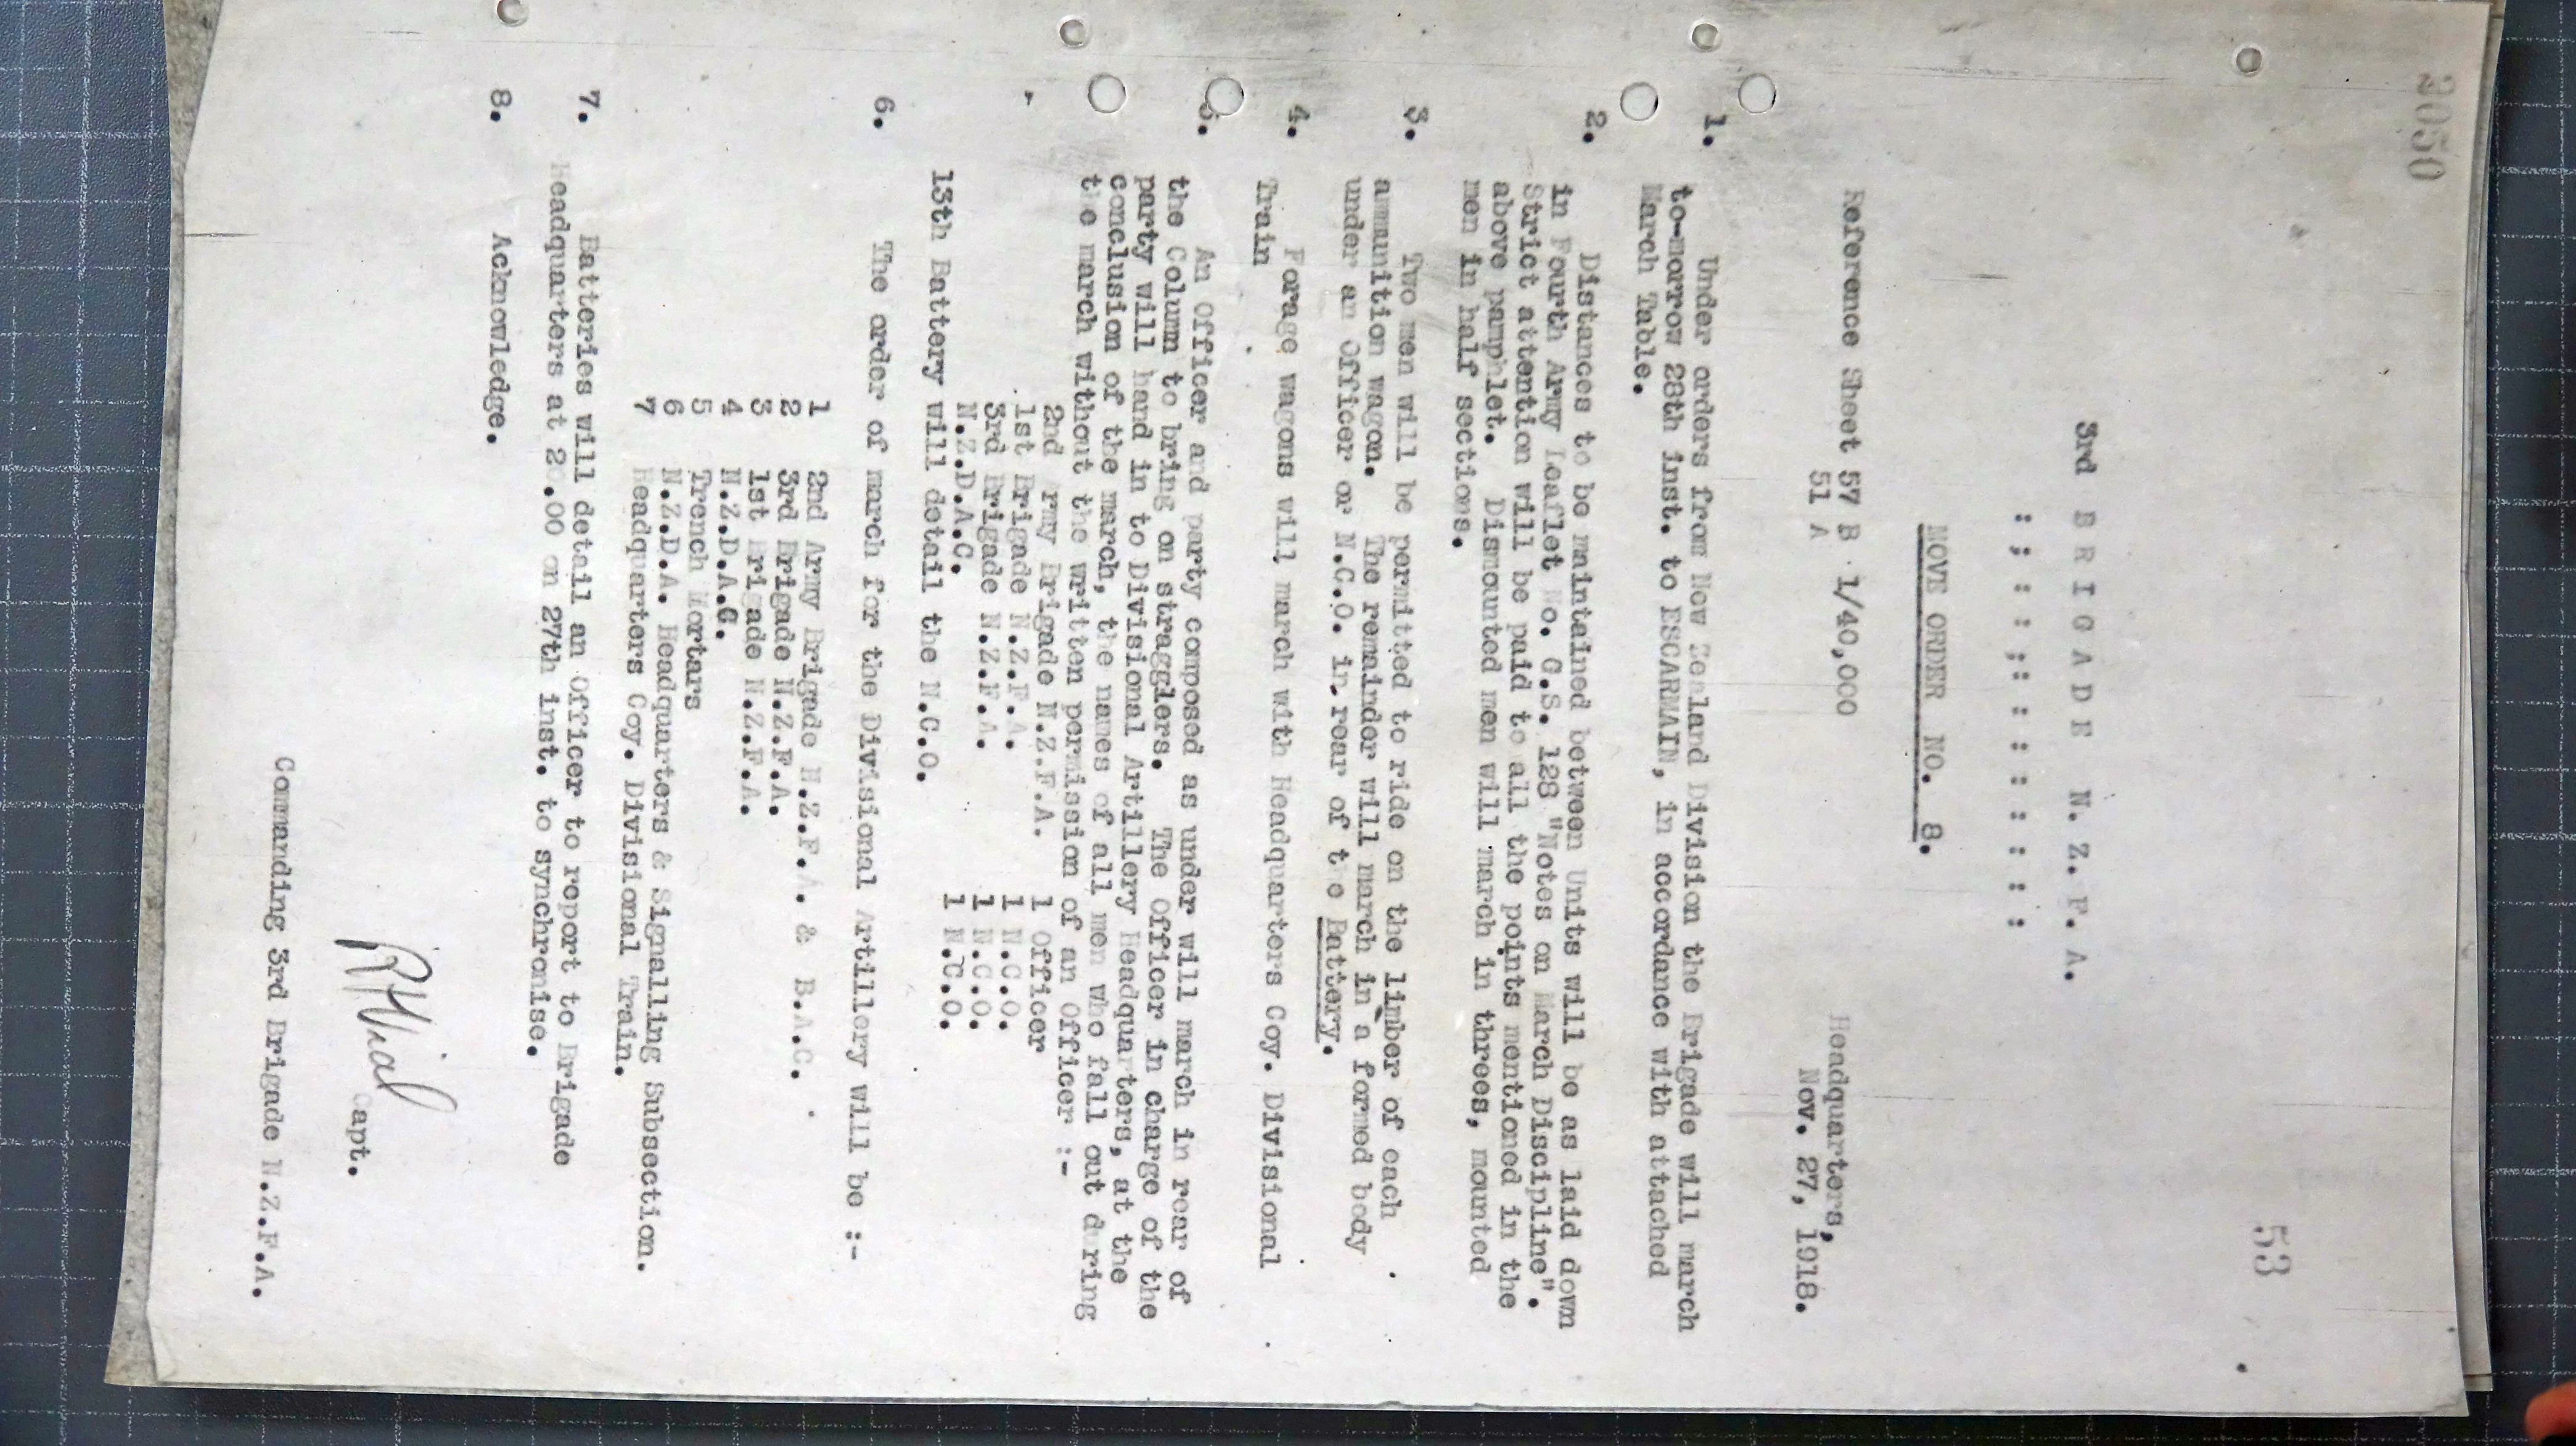 2050
53
3rd B R I G A D E N. Z. F. A.
: ; : : : ; : : : : : : : : :
MOVE ORDER NO. 8.
Headquarters,
Reference Sheet 57 B 1/40,000 Nov. 27, 1918.
51 A
1. Under orders from New Zealand Division the Brigade will march
to-morrow 28th inst. to ESCARMAIN, in accordance with attached
March Table.
2. Distances to be maintained between Units will be as laid down
in Fourth Army Leaflet No. G.S. 128 "Notes on March Discipline".
Strict attention will be paid to all the points mentioned in the
above pamphlet. Dismounted men will march in threes, mounted
men in half sections.
3. Two men will be permitted to ride on the limber of each
ammunition wagon. The remainder will march in a formed body
under an Officer or N.C.O. in rear of the Battery.
4. Forage wagons will march with Headquarters Coy. Divisional
Train
5. An Officer and party composed as under will march in rear of
the Column to bring on stragglers. The Officer in charge of the
party will hand in to Divisional Artillery Headquarters, at the
conclusion of the march, the names of all men who fall out during
the march without the written permission of an Officer :-
2nd Army Brigade N.Z.F.A. 1 Officer
1st Brigade N.Z.F.A. 1 N.C.O.
3rd Brigade N.Z.F.A. 1 N.C.O.
N.Z.D.A.C. 1 N.C.O.
13th Battery will detail the N.C.O.
6. The order of march for the Divisional Artillery will be :-
1 2nd Army Brigade N.Z.F.A. & B.A.C.
2 3rd Brigade N.Z.F.A.
3 1st Brigade N.Z.F.A.
4 N.Z.D.A.C.
5 Trench Mortars
6 N.Z.D.A. Headquarters & Signalling Subsection.
7 Headquarters Coy. Divisional Train.
7. Batteries will detail an Officer to report to Brigade
Headquarters at 20.00 on 27th inst. to synchronise.
8. Acknowledge.
Capt.
Commanding 3rd Brigade N.Z.F.A.